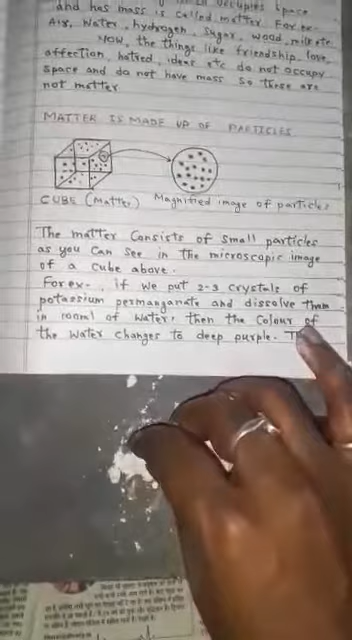 occupies space
and has mass is called matter. For ex-
Air, water, hydrogen, sugar, wood, milk etc.
Now, the things like friendship, love,
affection, hatred, ideas etc do not occupy
space and do not have mass so these are
not matter
MATTER IS MADE UP OF PARTICLES
CUBE (Matter) Magnified image of particles
The matter consists of small particles
as you can see in the microscopic image
of a cube above.
For ex-, if we put 2-3 crystals of
potassium permanganate and dissolve them
in 100ml of water, then the colour of
the water changes to deep purple. T